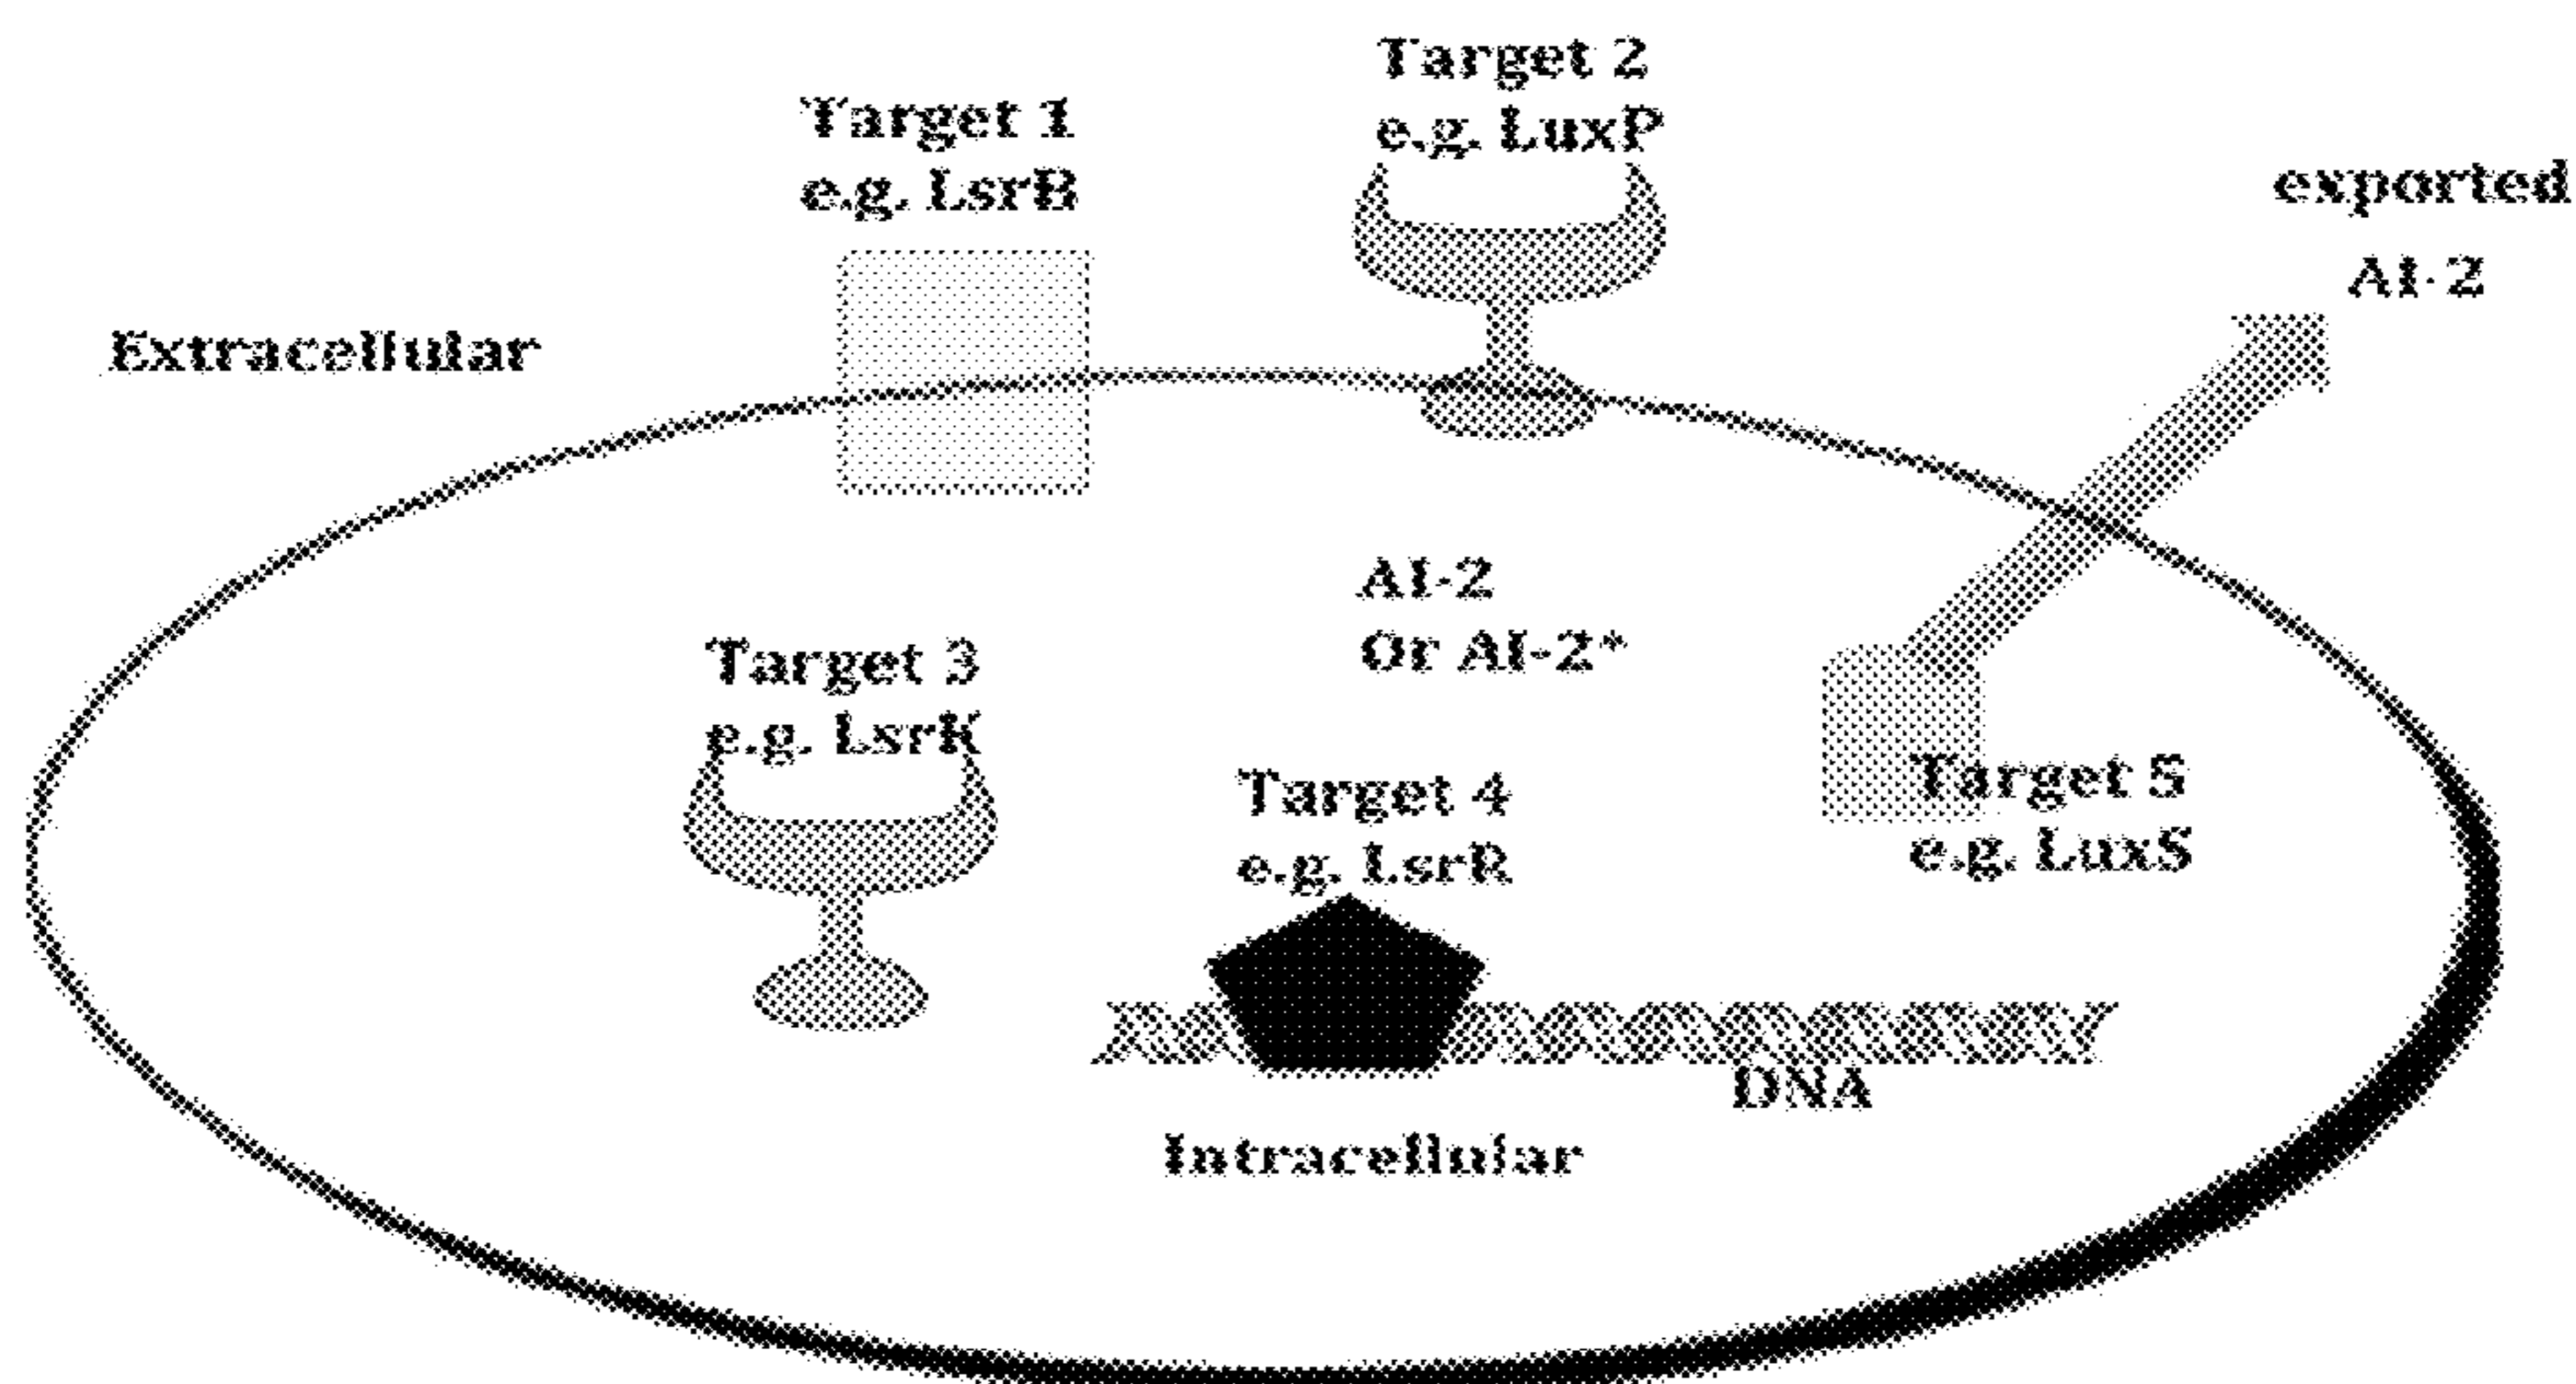 Target 2
e.g. LuxP
Target 1
e.g. LsrB
exported
AI-2
Extracellular
AI-2
Or AI-2*
Target 3
e.g. LsrK
Target 4
e.g. LsrR
Target 5
e.g. LuxS
DNA
Intracellular